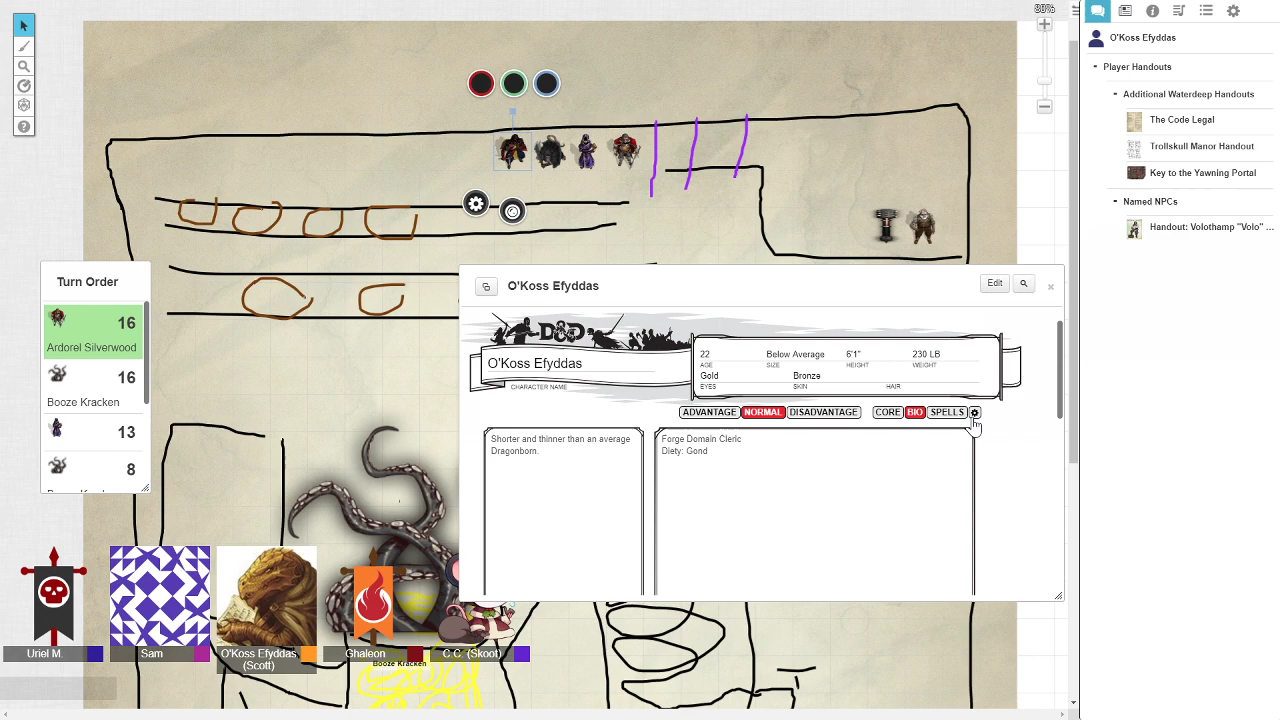 88%
O'Koss Efyddas
Player Handouts
Additional Waterdeep Handouts
The Code Legal
Trollskull Manor Handout
Key to the Yawning Portal
Named NPCs
Handout: Volothamp "Volo" ...
Turn Order
16
Ardorel Silverwood
16
Booze Kracken
13
8
O'Koss Efyddas
Edit
D&D
O'Koss Efyddas
CHARACTER NAME
22 Below Average 6'1" 230 LB
AGE SIZE HEIGHT WEIGHT
Gold Bronze
EYES SKIN HAIR
ADVANTAGE NORMAL DISADVANTAGE CORE BIO SPELLS
Shorter and thinner than an average
Dragonborn.
Forge Domain Cleric
Diety: Gond
Uriel M.
Sam
O'Koss Efyddas
(Scott)
Ghaleon
C.C. (Skoot)
Booze Kracken